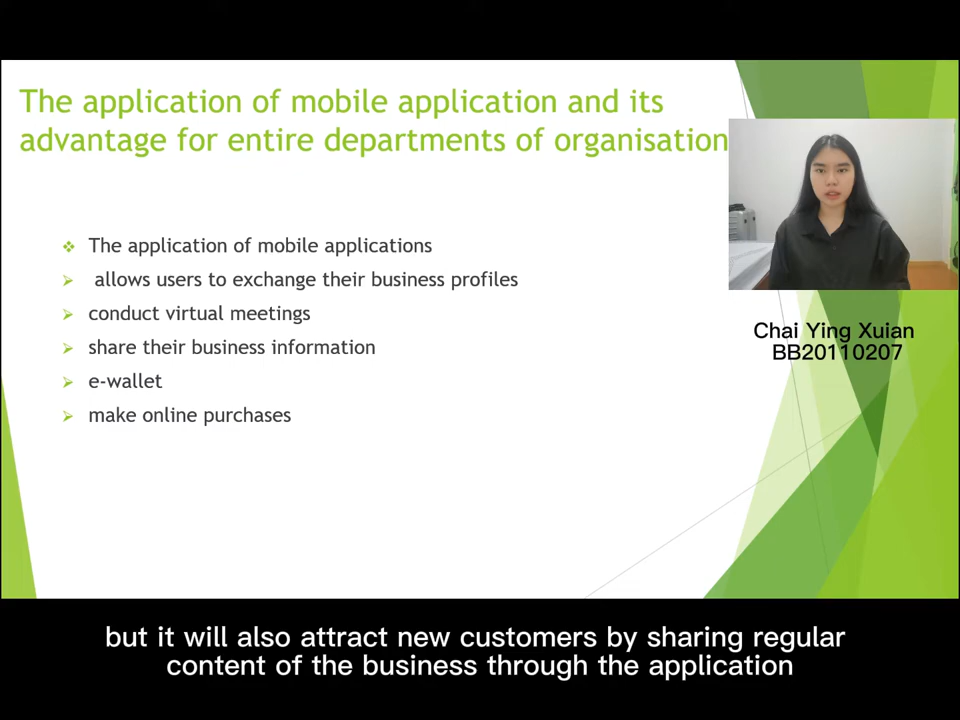 The application of mobile application and its
advantage for entire departments of organisation
The application of mobile applications
allows users to exchange their business profiles
conduct virtual meetings
share their business information
e-wallet
make online purchases
Chai Ying Xuian
BB20110207
but it will also attract new customers by sharing regular
content of the business through the application